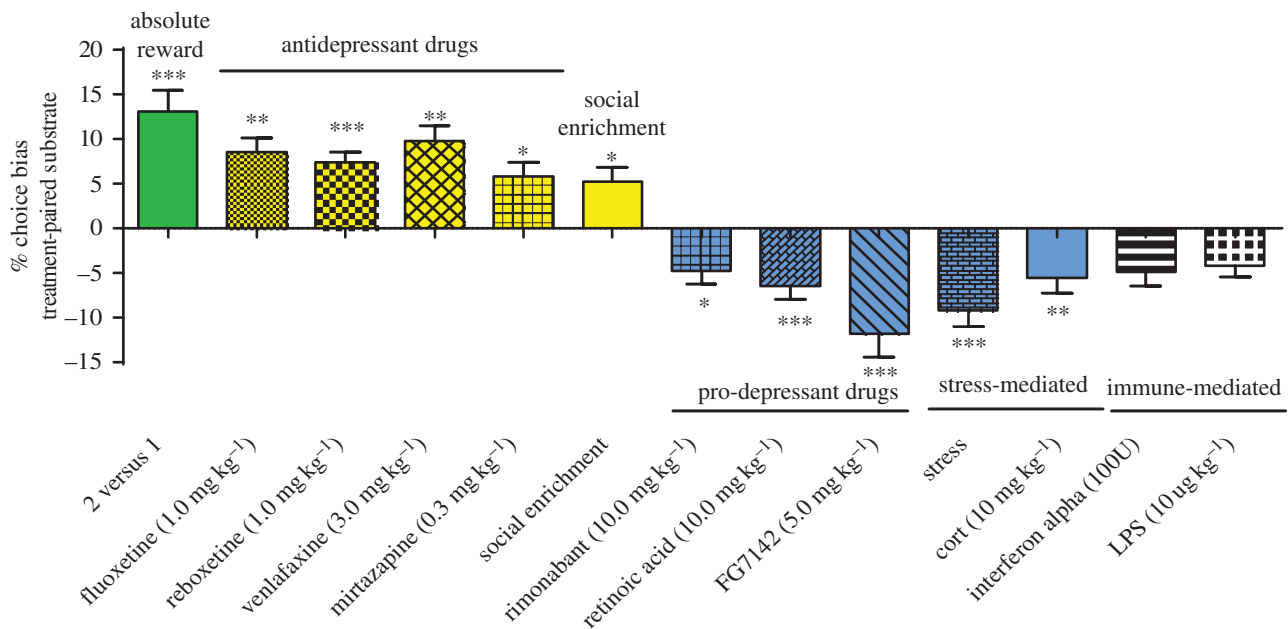 absolute
reward
antidepressant drugs
social
enrichment
% choice bias
treatment-paired substrate
20
15
10
5
0
–5
–10
–15
***
**
***
**
*
*
*
***
***
***
**
pro-depressant drugs
stress-mediated
immune-mediated
2 versus 1
fluoxetine (1.0 mg kg⁻¹)
reboxetine (1.0 mg kg⁻¹)
venlafaxine (3.0 mg kg⁻¹)
mirtazapine (0.3 mg kg⁻¹)
social enrichment
rimonabant (10.0 mg kg⁻¹)
retinoic acid (10.0 mg kg⁻¹)
FG7142 (5.0 mg kg⁻¹)
stress
cort (10 mg kg⁻¹)
interferon alpha (100U)
LPS (10 ug kg⁻¹)